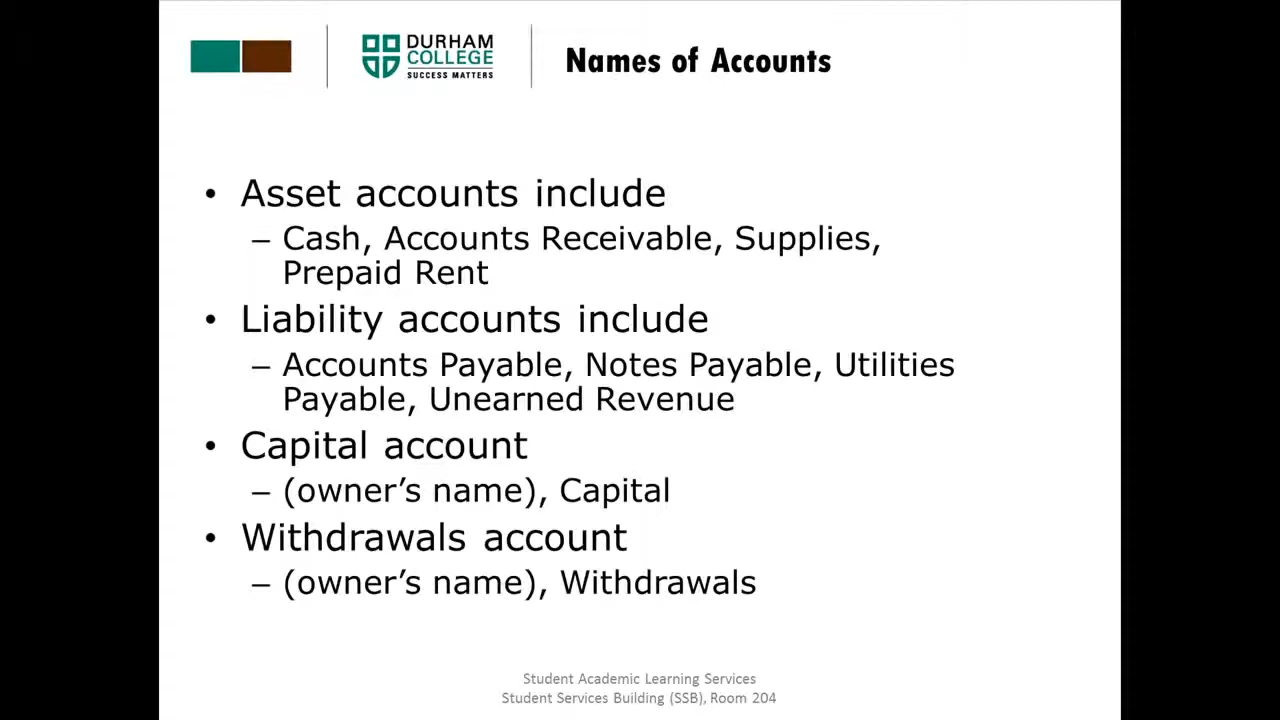 DURHAM
COLLEGE
SUCCESS MATTERS
Names of Accounts
• Asset accounts include
– Cash, Accounts Receivable, Supplies,
Prepaid Rent
• Liability accounts include
– Accounts Payable, Notes Payable, Utilities
Payable, Unearned Revenue
• Capital account
– (owner’s name), Capital
• Withdrawals account
– (owner’s name), Withdrawals
Student Academic Learning Services
Student Services Building (SSB), Room 204